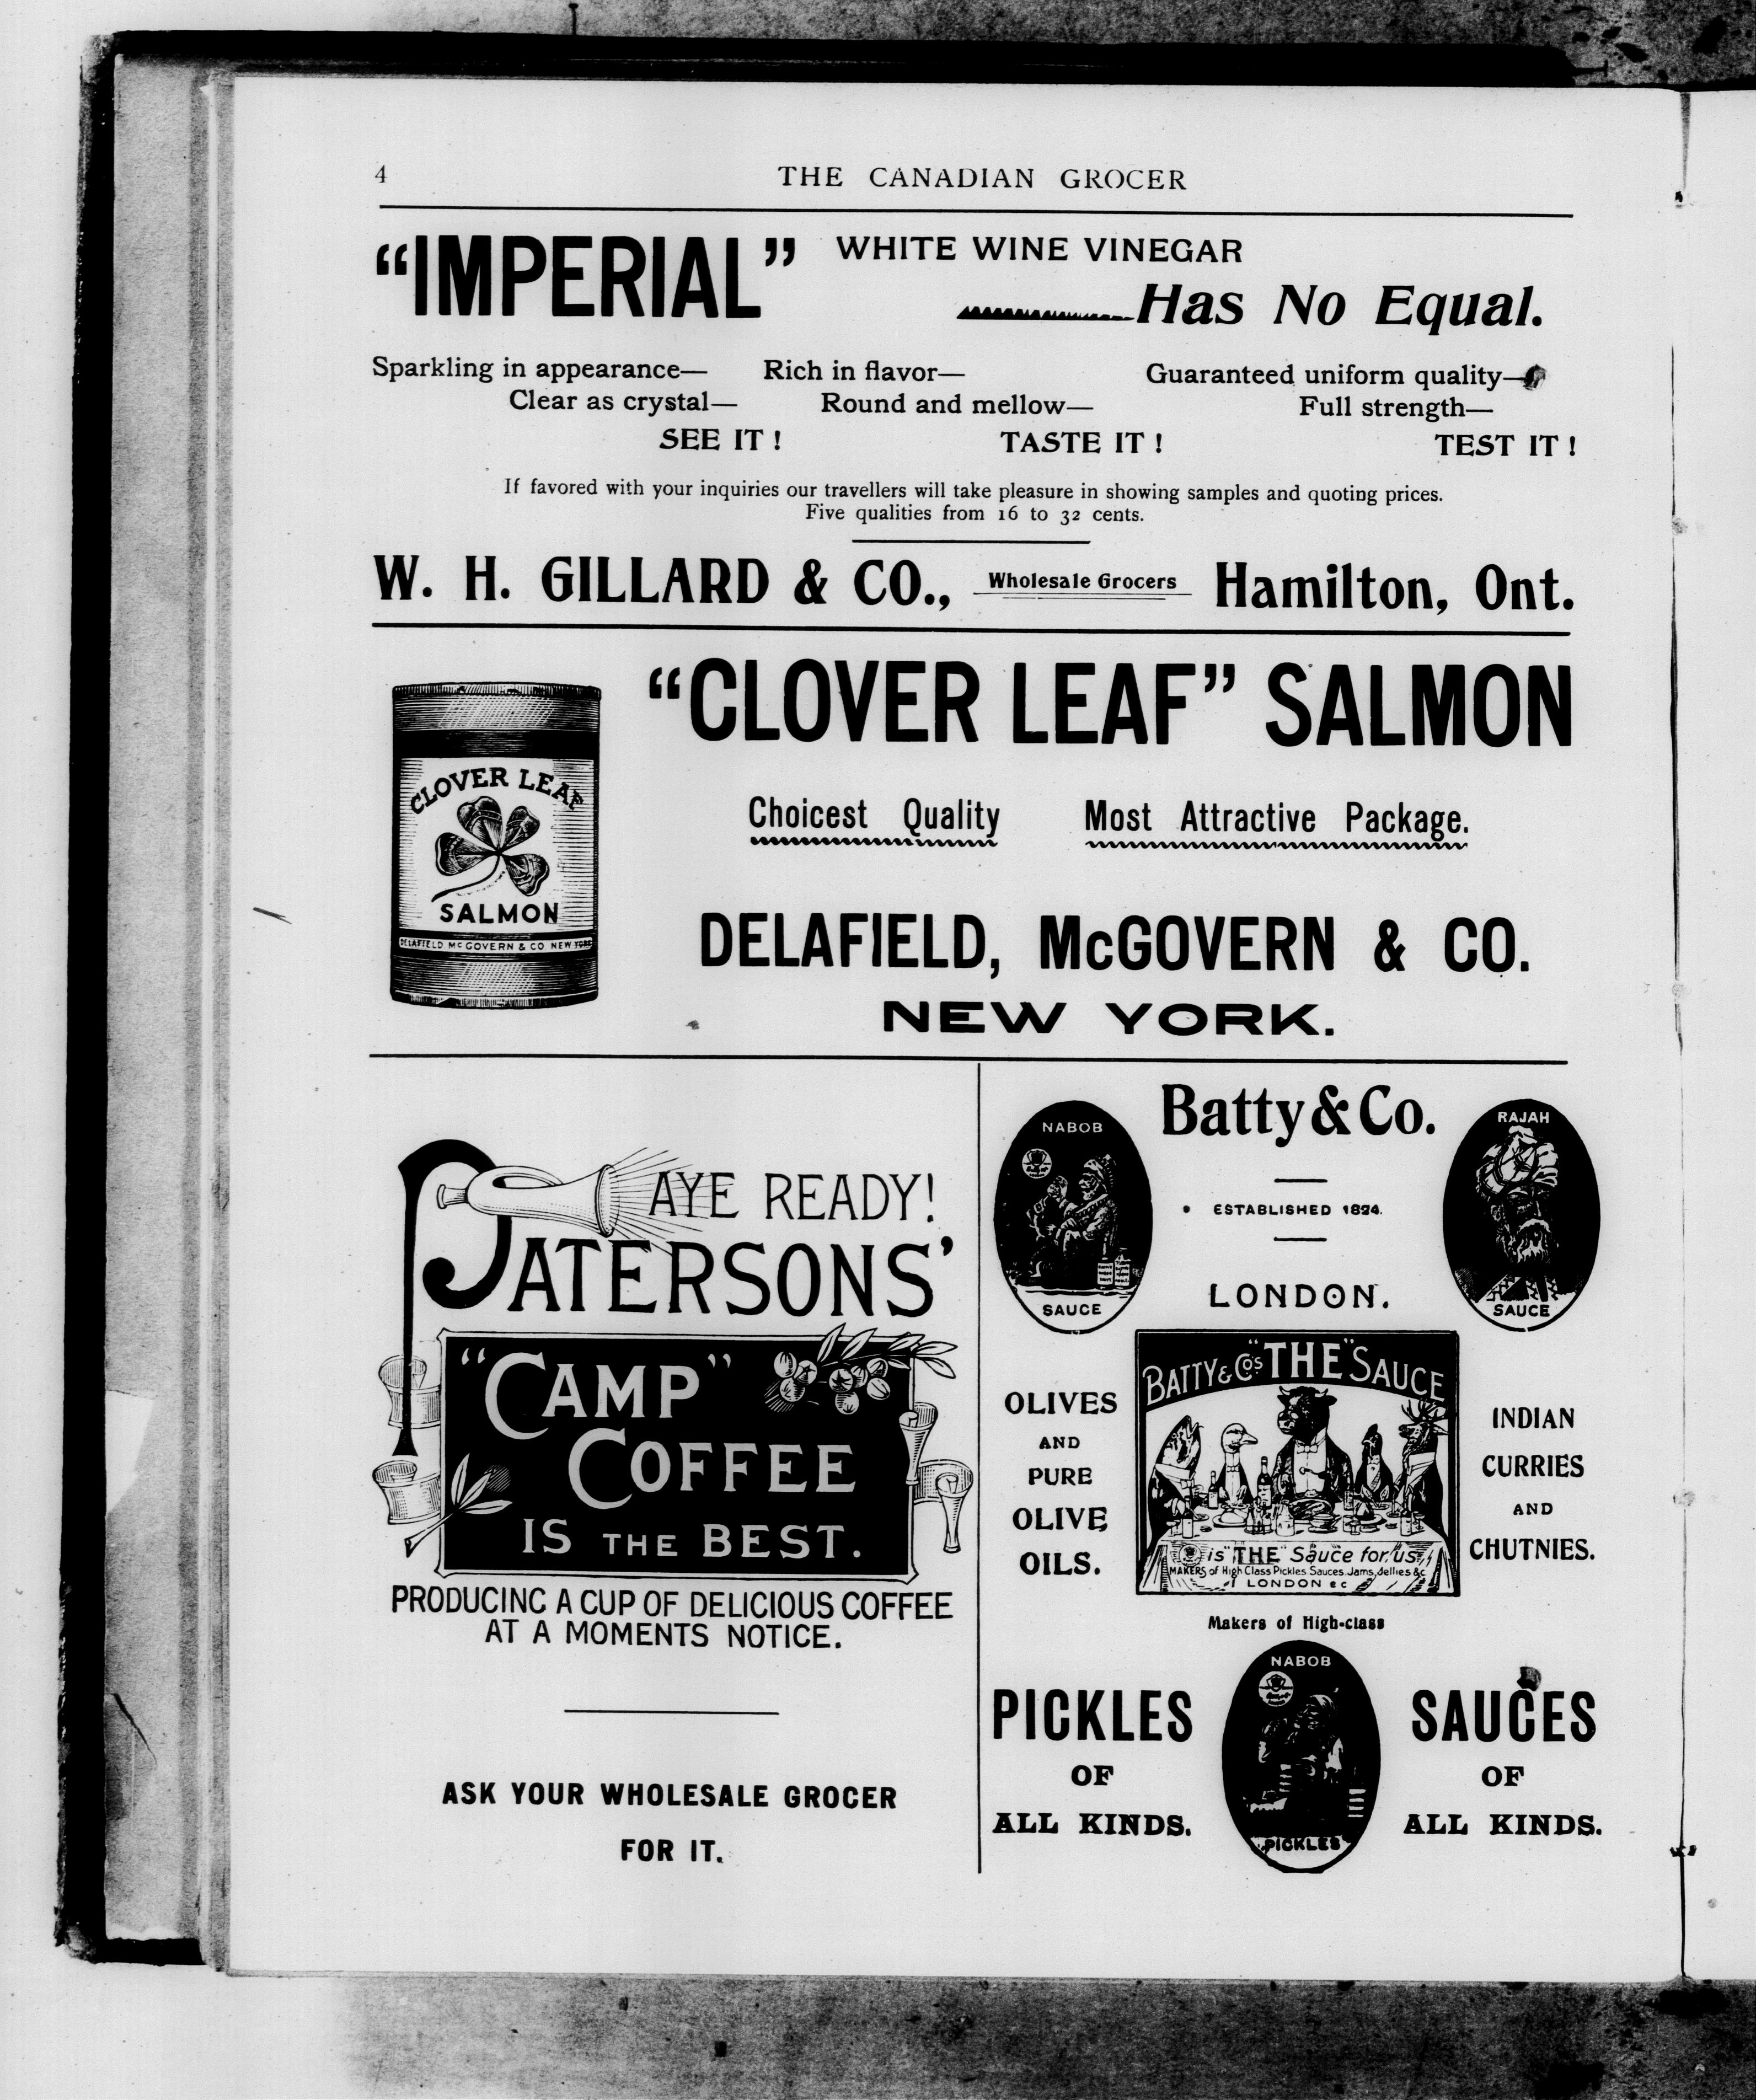 4
THE CANADIAN GROCER
“IMPERIAL” WHITE WINE VINEGAR
Has No Equal.
Sparkling in appearance— Rich in flavor— Guaranteed uniform quality—
Clear as crystal— Round and mellow— Full strength—
SEE IT ! TASTE IT ! TEST IT !
If favored with your inquiries our travellers will take pleasure in showing samples and quoting prices.
Five qualities from 16 to 32 cents.
W. H. GILLARD & CO., Wholesale Grocers Hamilton, Ont.
“CLOVER LEAF” SALMON
CLOVER LEAF
SALMON
DELAFIELD Mc GOVERN & CO NEW YORK
Choicest Quality Most Attractive Package.
DELAFIELD, McGOVERN & CO.
NEW YORK.
AYE READY!
PATERSONS’
“CAMP”
COFFEE
IS THE BEST.
PRODUCING A CUP OF DELICIOUS COFFEE
AT A MOMENTS NOTICE.
ASK YOUR WHOLESALE GROCER
FOR IT.
Batty & Co.
NABOB
SAUCE
RAJAH
SAUCE
ESTABLISHED 1824.
LONDON.
OLIVES
AND
PURE
OLIVE
OILS.
BATTY & Co's "THE" SAUCE
is "THE" Sauce for us
MAKERS of High Class Pickles Sauces. Jams, Jellies &c
LONDON E C
INDIAN
CURRIES
AND
CHUTNIES.
Makers of High-class
PICKLES
OF
ALL KINDS.
NABOB
PICKLES
SAUCES
OF
ALL KINDS.